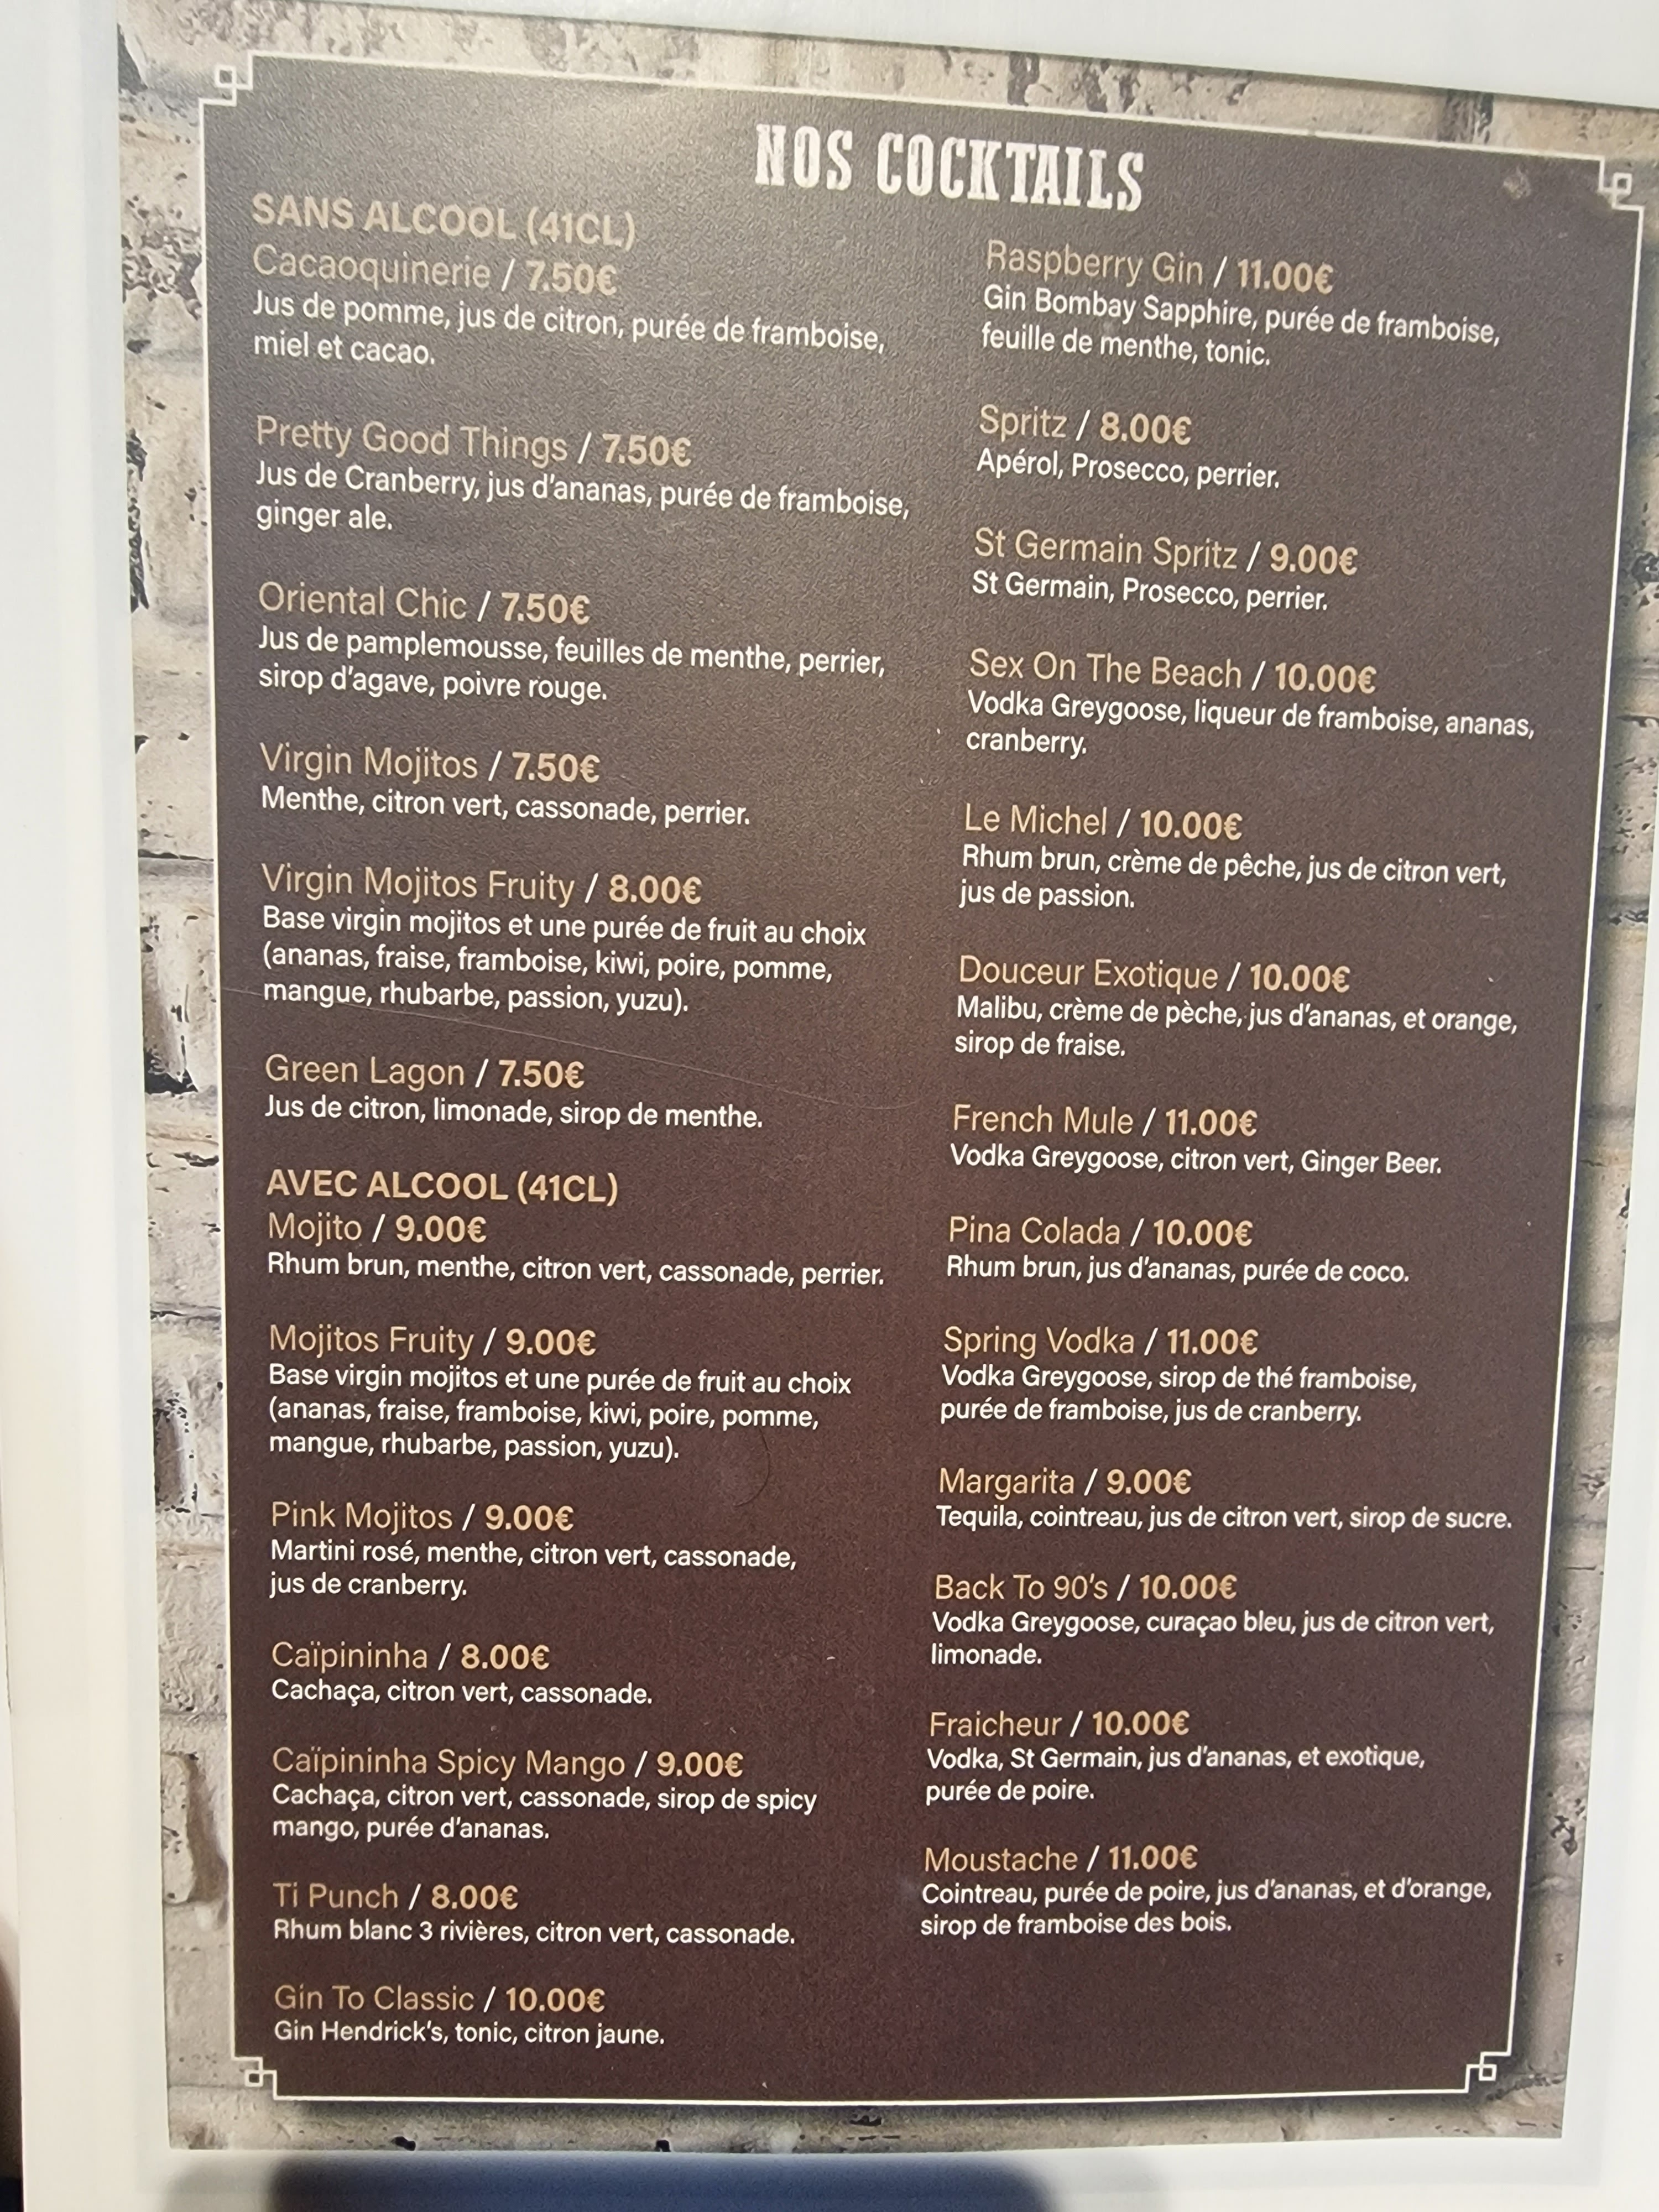 NOS COCKTAILS
SANS ALCOOL (41CL)
Cacaoquinerie / 7.50€
Jus de pomme, jus de citron, purée de framboise,
miel et cacao.
Pretty Good Things / 7.50€
Jus de Cranberry, jus d'ananas, purée de framboise,
ginger ale.
Oriental Chic / 7.50€
Jus de pamplemousse, feuilles de menthe, perrier,
sirop d'agave, poivre rouge.
Virgin Mojitos / 7.50€
Menthe, citron vert, cassonade, perrier.
Virgin Mojitos Fruity / 8.00€
Base virgin mojitos et une purée de fruit au choix
(ananas, fraise, framboise, kiwi, poire, pomme,
mangue, rhubarbe, passion, yuzu).
Green Lagon / 7.50€
Jus de citron, limonade, sirop de menthe.
AVEC ALCOOL (41CL)
Mojito / 9.00€
Rhum brun, menthe, citron vert, cassonade, perrier.
Mojitos Fruity / 9.00€
Base virgin mojitos et une purée de fruit au choix
(ananas, fraise, framboise, kiwi, poire, pomme,
mangue, rhubarbe, passion, yuzu).
Pink Mojitos / 9.00€
Martini rosé, menthe, citron vert, cassonade,
jus de cranberry.
Caïpininha / 8.00€
Cachaça, citron vert, cassonade.
Caïpininha Spicy Mango / 9.00€
Cachaça, citron vert, cassonade, sirop de spicy
mango, purée d'ananas.
Ti Punch / 8.00€
Rhum blanc 3 rivières, citron vert, cassonade.
Gin To Classic / 10.00€
Gin Hendrick's, tonic, citron jaune.
Raspberry Gin / 11.00€
Gin Bombay Sapphire, purée de framboise,
feuille de menthe, tonic.
Spritz / 8.00€
Apérol, Prosecco, perrier.
St Germain Spritz / 9.00€
St Germain, Prosecco, perrier.
Sex On The Beach / 10.00€
Vodka Greygoose, liqueur de framboise, ananas,
cranberry.
Le Michel / 10.00€
Rhum brun, crème de pêche, jus de citron vert,
jus de passion.
Douceur Exotique / 10.00€
Malibu, crème de pèche, jus d'ananas, et orange,
sirop de fraise.
French Mule / 11.00€
Vodka Greygoose, citron vert, Ginger Beer.
Pina Colada / 10.00€
Rhum brun, jus d'ananas, purée de coco.
Spring Vodka / 11.00€
Vodka Greygoose, sirop de thé framboise,
purée de framboise, jus de cranberry.
Margarita / 9.00€
Tequila, cointreau, jus de citron vert, sirop de sucre.
Back To 90's / 10.00€
Vodka Greygoose, curaçao bleu, jus de citron vert,
limonade.
Fraicheur / 10.00€
Vodka, St Germain, jus d'ananas, et exotique,
purée de poire.
Moustache / 11.00€
Cointreau, purée de poire, jus d'ananas, et d'orange,
sirop de framboise des bois.